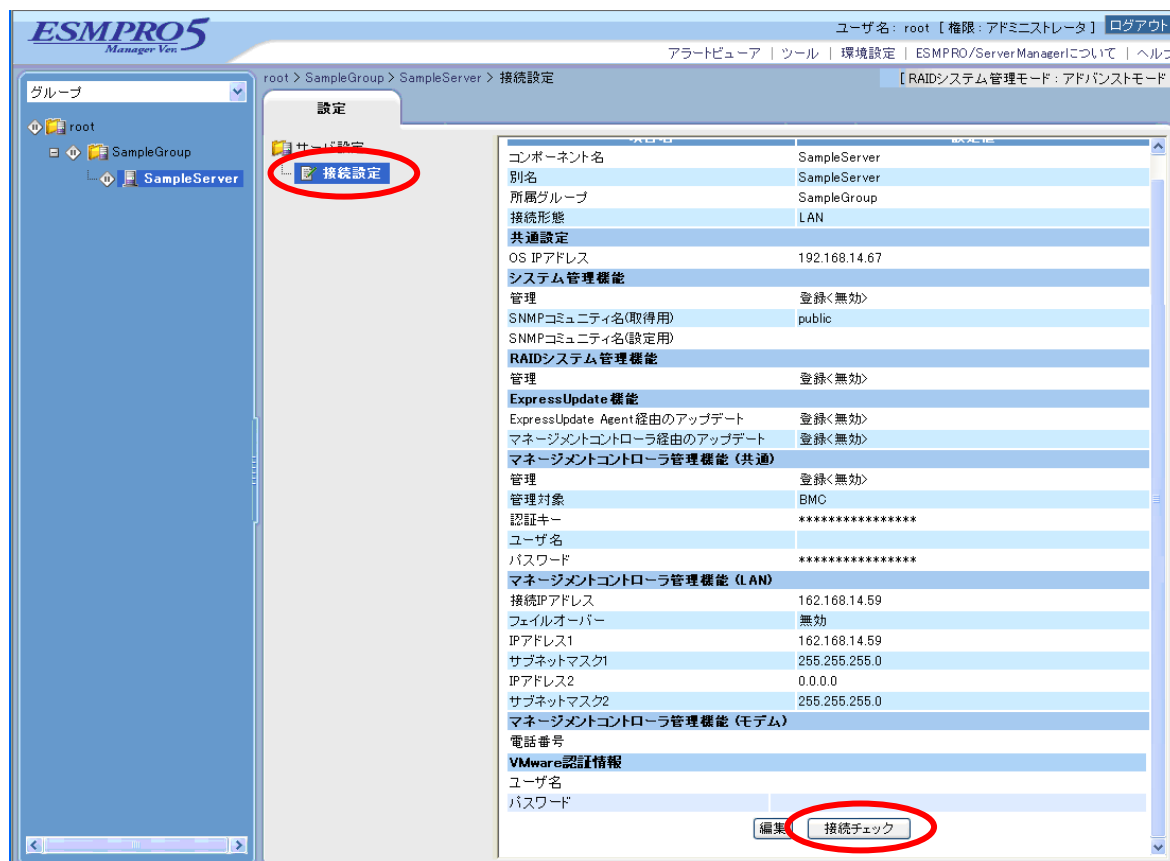 ESMPRO5
Manager Ver.
ユーザ名: root [ 権限 : アドミニストレータ ] ログアウト
アラートビューア | ツール | 環境設定 | ESMPRO/ServerManagerについて | ヘル
グループ
root > SampleGroup > SampleServer > 接続設定
[ RAIDシステム管理モード : アドバンストモード
設定
root
SampleGroup
SampleServer
サーバ設定
接続設定
項目名 設定値
コンポーネント名 SampleServer
別名 SampleServer
所属グループ SampleGroup
接続形態 LAN
共通設定
OS IPアドレス 192.168.14.67
システム管理機能
管理 登録<無効>
SNMPコミュニティ名(取得用) public
SNMPコミュニティ名(設定用)
RAIDシステム管理機能
管理 登録<無効>
ExpressUpdate機能
ExpressUpdate Agent経由のアップデート 登録<無効>
マネージメントコントローラ経由のアップデート 登録<無効>
マネージメントコントローラ管理機能 (共通)
管理 登録<無効>
管理対象 BMC
認証キー ****************
ユーザ名
パスワード ****************
マネージメントコントローラ管理機能 (LAN)
接続IPアドレス 162.168.14.59
フェイルオーバー 無効
IPアドレス1 162.168.14.59
サブネットマスク1 255.255.255.0
IPアドレス2 0.0.0.0
サブネットマスク2 255.255.255.0
マネージメントコントローラ管理機能 (モデム)
電話番号
VMware認証情報
ユーザ名
パスワード
編集 接続チェック